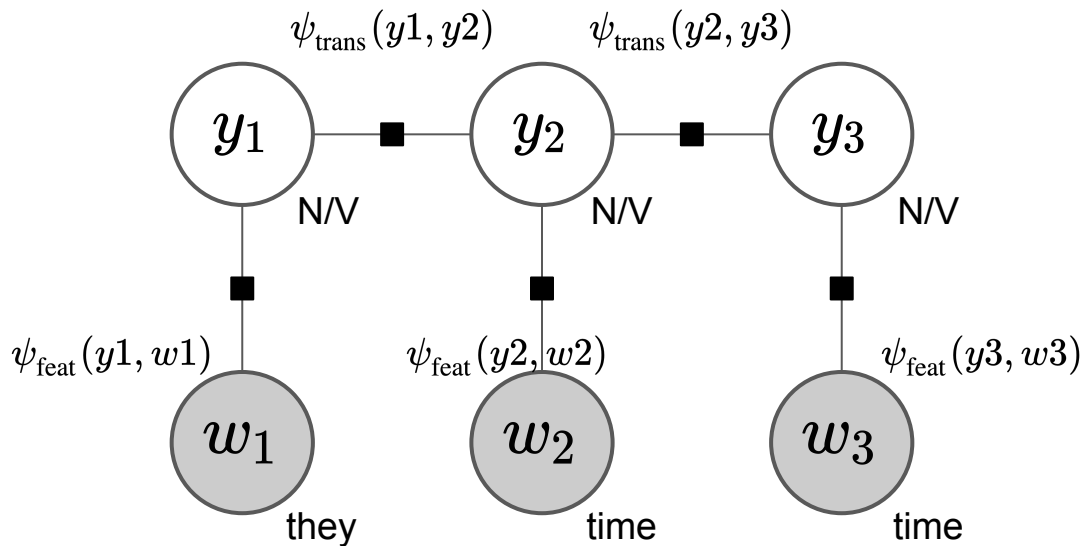 ψtrans(y1, y2) ψtrans(y2, y3)
y1 y2 y3
N/V N/V N/V
ψfeat(y1, w1) ψfeat(y2, w2) ψfeat(y3, w3)
w1 w2 w3
they time time